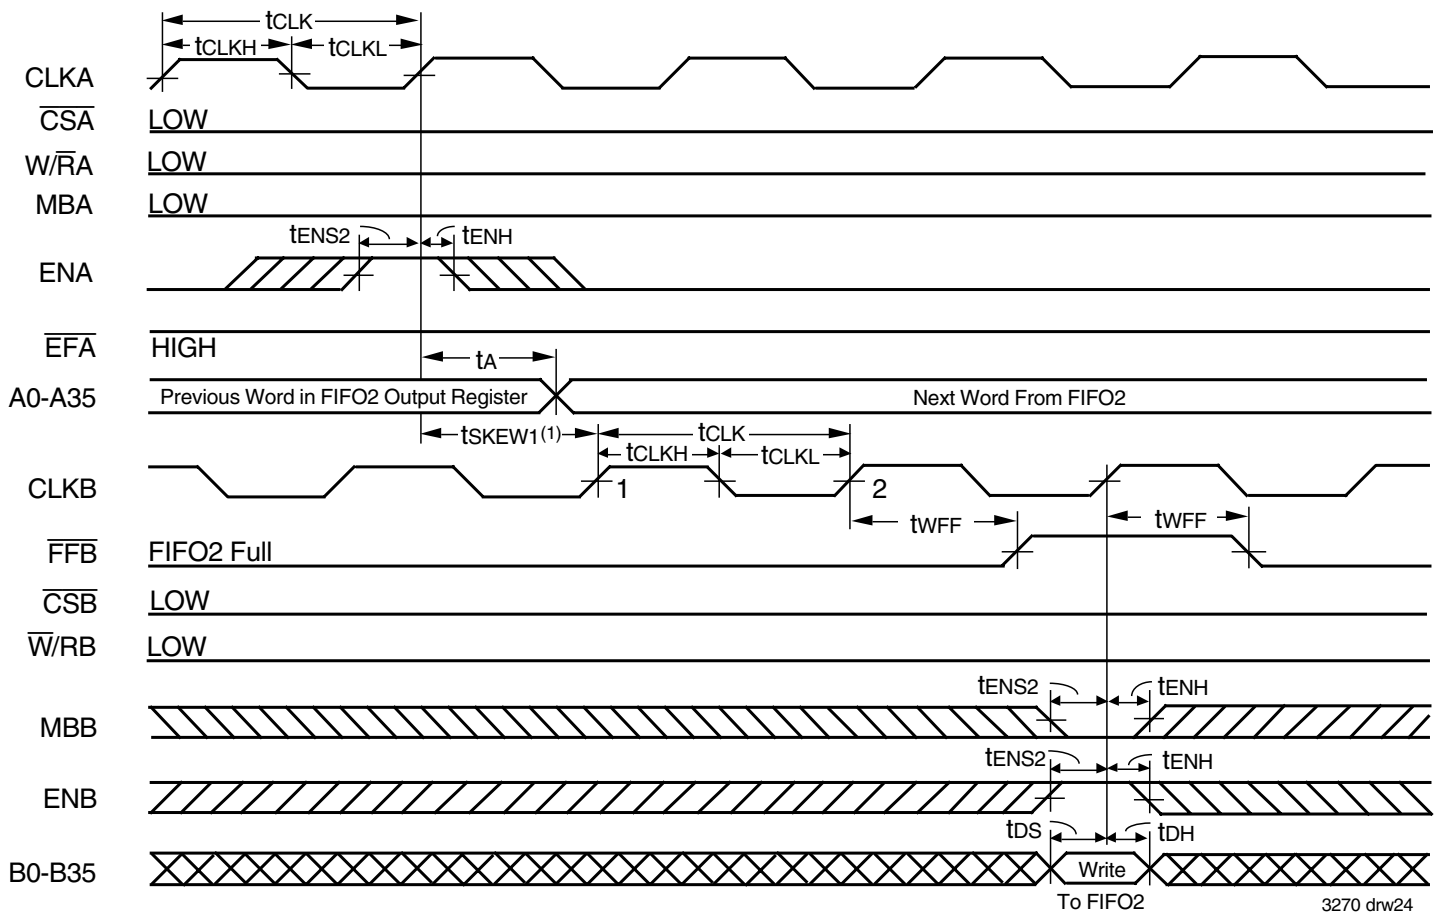 tCLK
tCLKH
tCLKL
CLKA
CSA
LOW
W/RA
LOW
MBA
LOW
tENS2
tENH
ENA
EFA
HIGH
tA
A0-A35
Previous Word in FIFO2 Output Register
Next Word From FIFO2
tSKEW1(1)
tCLK
tCLKH
tCLKL
CLKB
1
2
tWFF
tWFF
FFB
FIFO2 Full
CSB
LOW
W/RB
LOW
tENS2
tENH
MBB
tENS2
tENH
ENB
tDS
tDH
B0-B35
Write
To FIFO2
3270 drw24